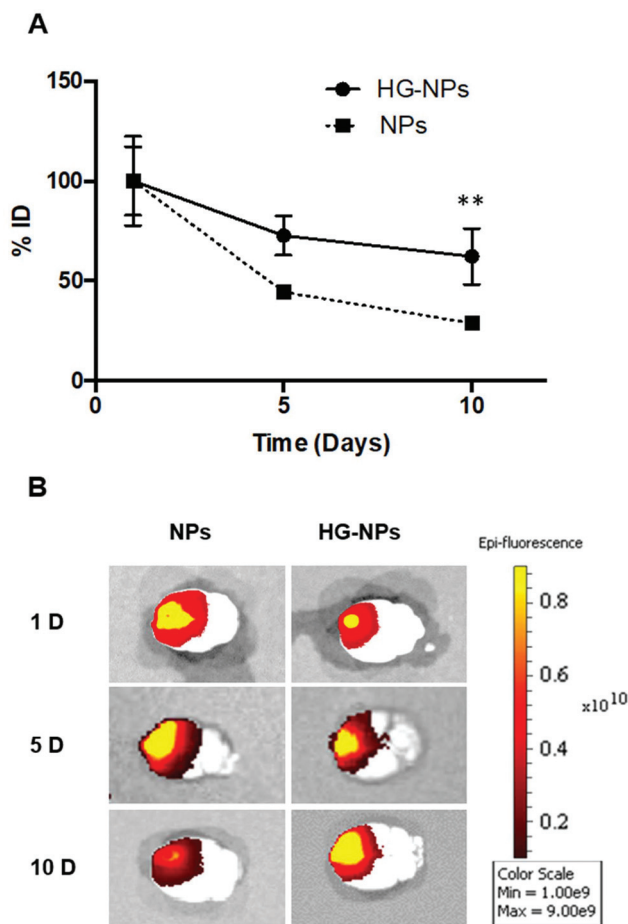 A
150
100
50
0
% ID
HG-NPs
NPs
**
0 5 10
Time (Days)
B
NPs HG-NPs
Epi-fluorescence
1 D
5 D
10 D
0.8
0.6
x10^10
0.4
0.2
Color Scale
Min = 1.00e9
Max = 9.00e9